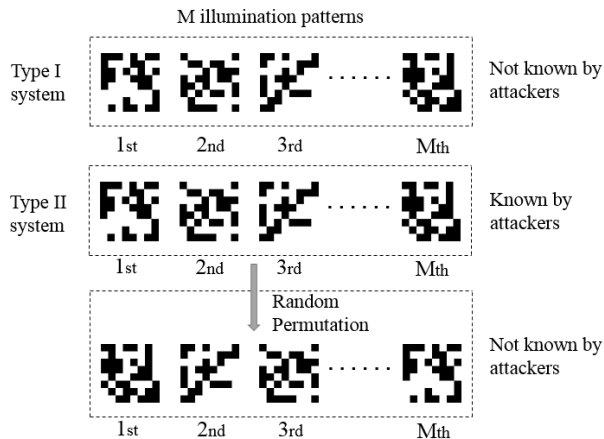 M illumination patterns
Type I
system
Not known by
attackers
1st 2nd 3rd ...... Mth
Type II
system
Known by
attackers
1st 2nd 3rd ...... Mth
Random
Permutation
Not known by
attackers
1st 2nd 3rd ...... Mth